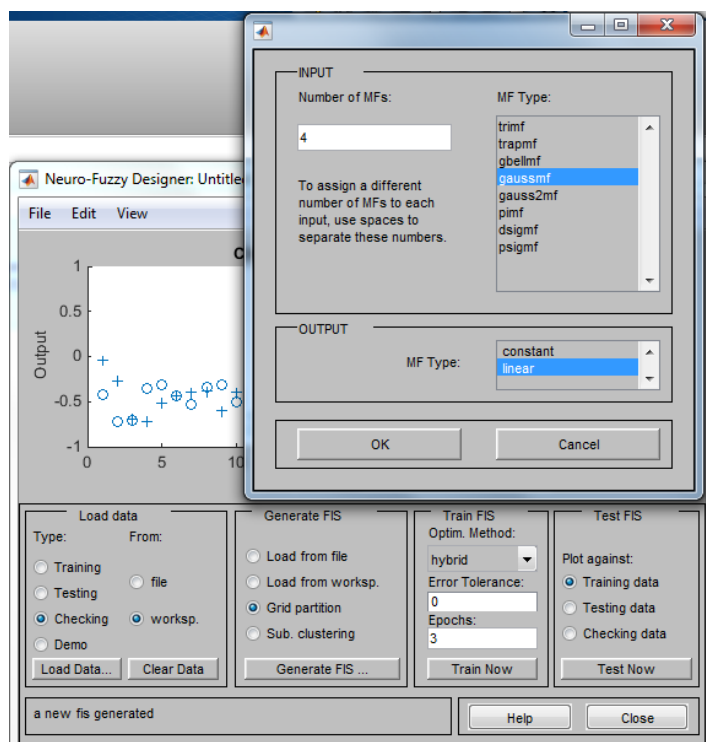 INPUT
Number of MFs:
4
To assign a different
number of MFs to each
input, use spaces to
separate these numbers.
MF Type:
trimf
trapmf
gbellmf
gaussmf
gauss2mf
pimf
dsigmf
psigmf
OUTPUT
MF Type:
constant
linear
OK
Cancel
Neuro-Fuzzy Designer:
File Edit View
Output
1
0.5
0
-0.5
-1
0 5 10
Load data
Type:
From:
Training
Testing
Checking
Demo
file
worksp.
Load Data...
Clear Data
Generate FIS
Load from file
Load from worksp.
Grid partition
Sub. clustering
Generate FIS ...
Train FIS
Optim. Method:
hybrid
Error Tolerance:
0
Epochs:
3
Train Now
Test FIS
Plot against:
Training data
Testing data
Checking data
Test Now
a new fis generated
Help
Close